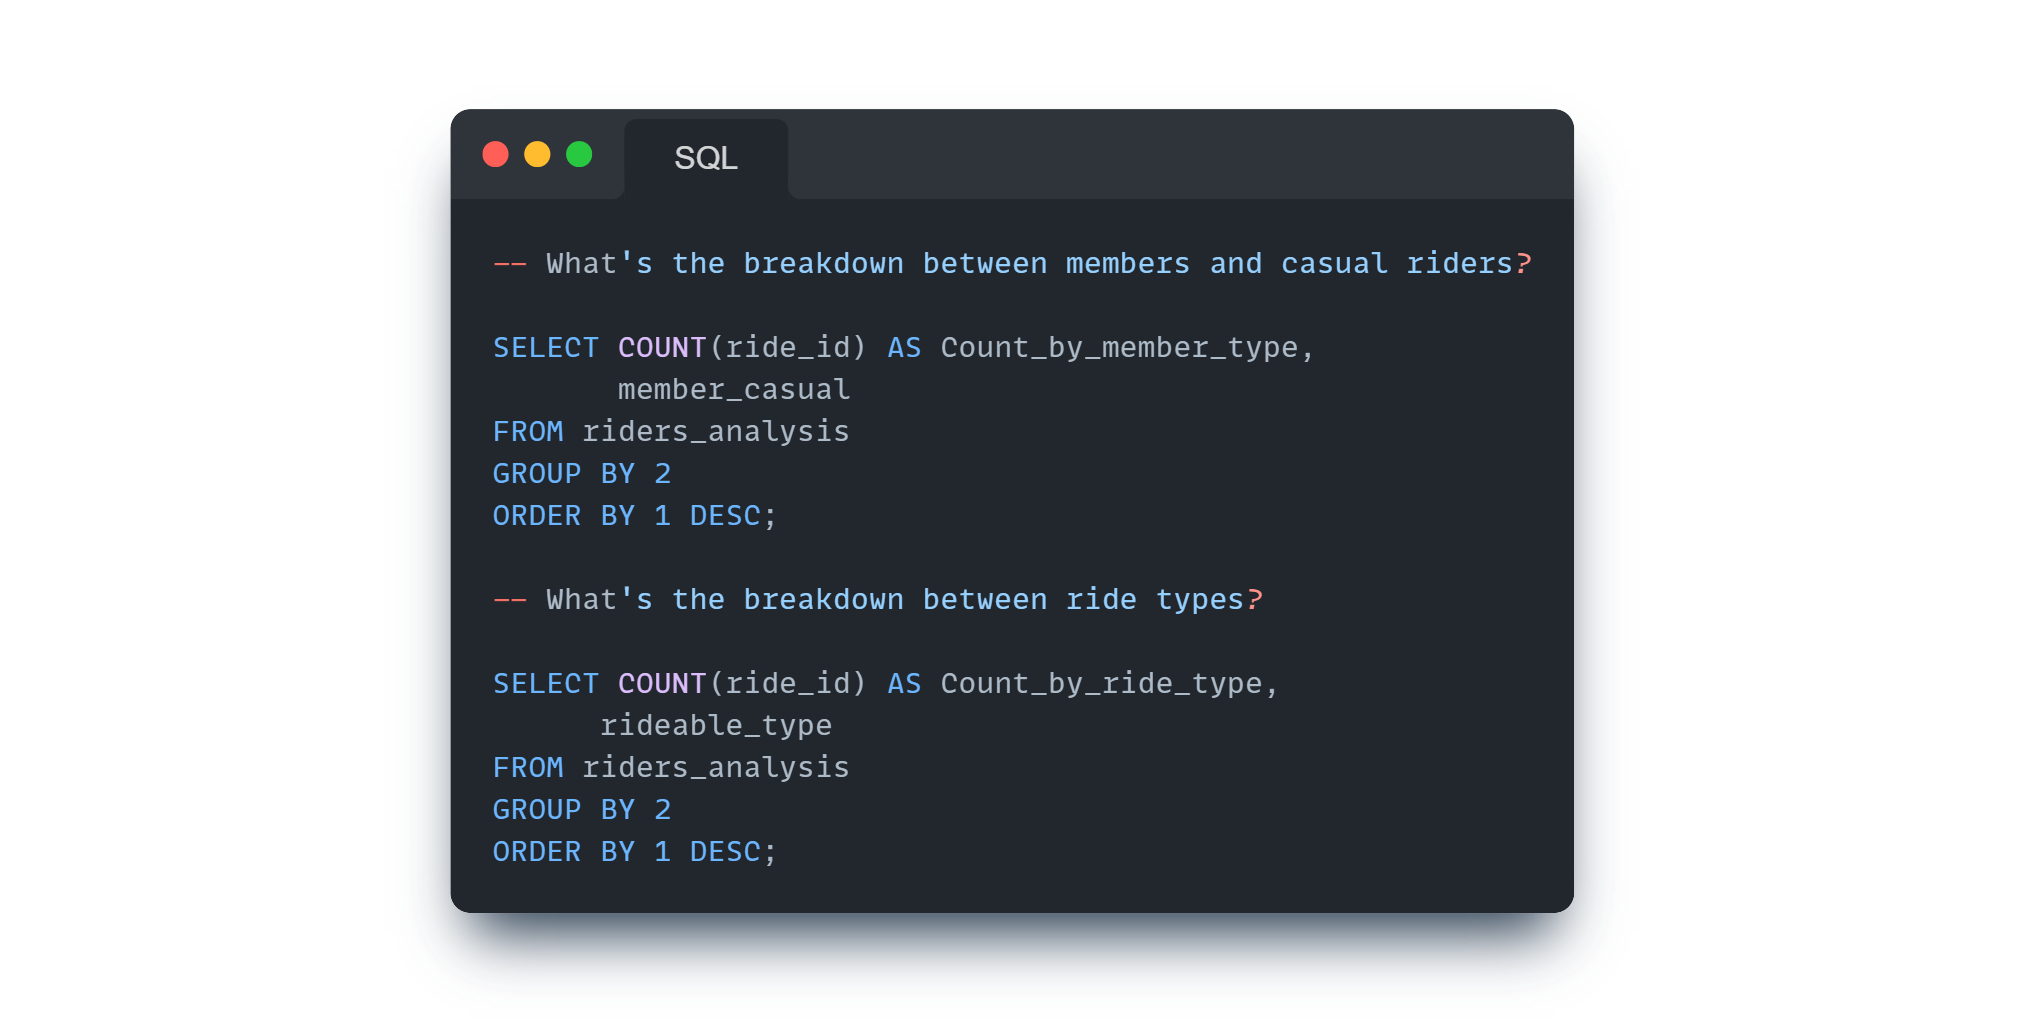 SQL
-- What's the breakdown between members and casual riders?
SELECT COUNT(ride_id) AS Count_by_member_type,
       member_casual
FROM riders_analysis
GROUP BY 2
ORDER BY 1 DESC;
-- What's the breakdown between ride types?
SELECT COUNT(ride_id) AS Count_by_ride_type,
      rideable_type
FROM riders_analysis
GROUP BY 2
ORDER BY 1 DESC;